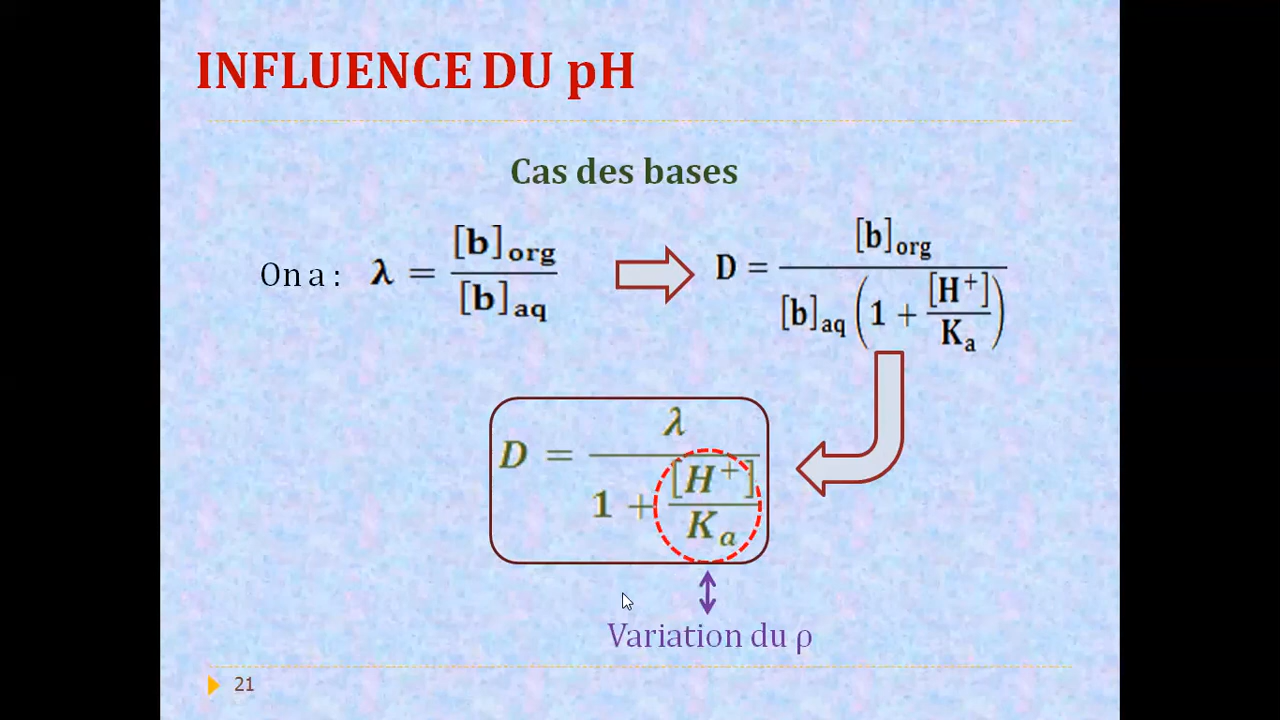 INFLUENCE DU pH
Cas des bases
On a : λ = [b]org / [b]aq
D = [b]org / [b]aq (1 + [H⁺] / Ka)
D = λ / 1 + [H⁺] / Ka
Variation du ρ
21